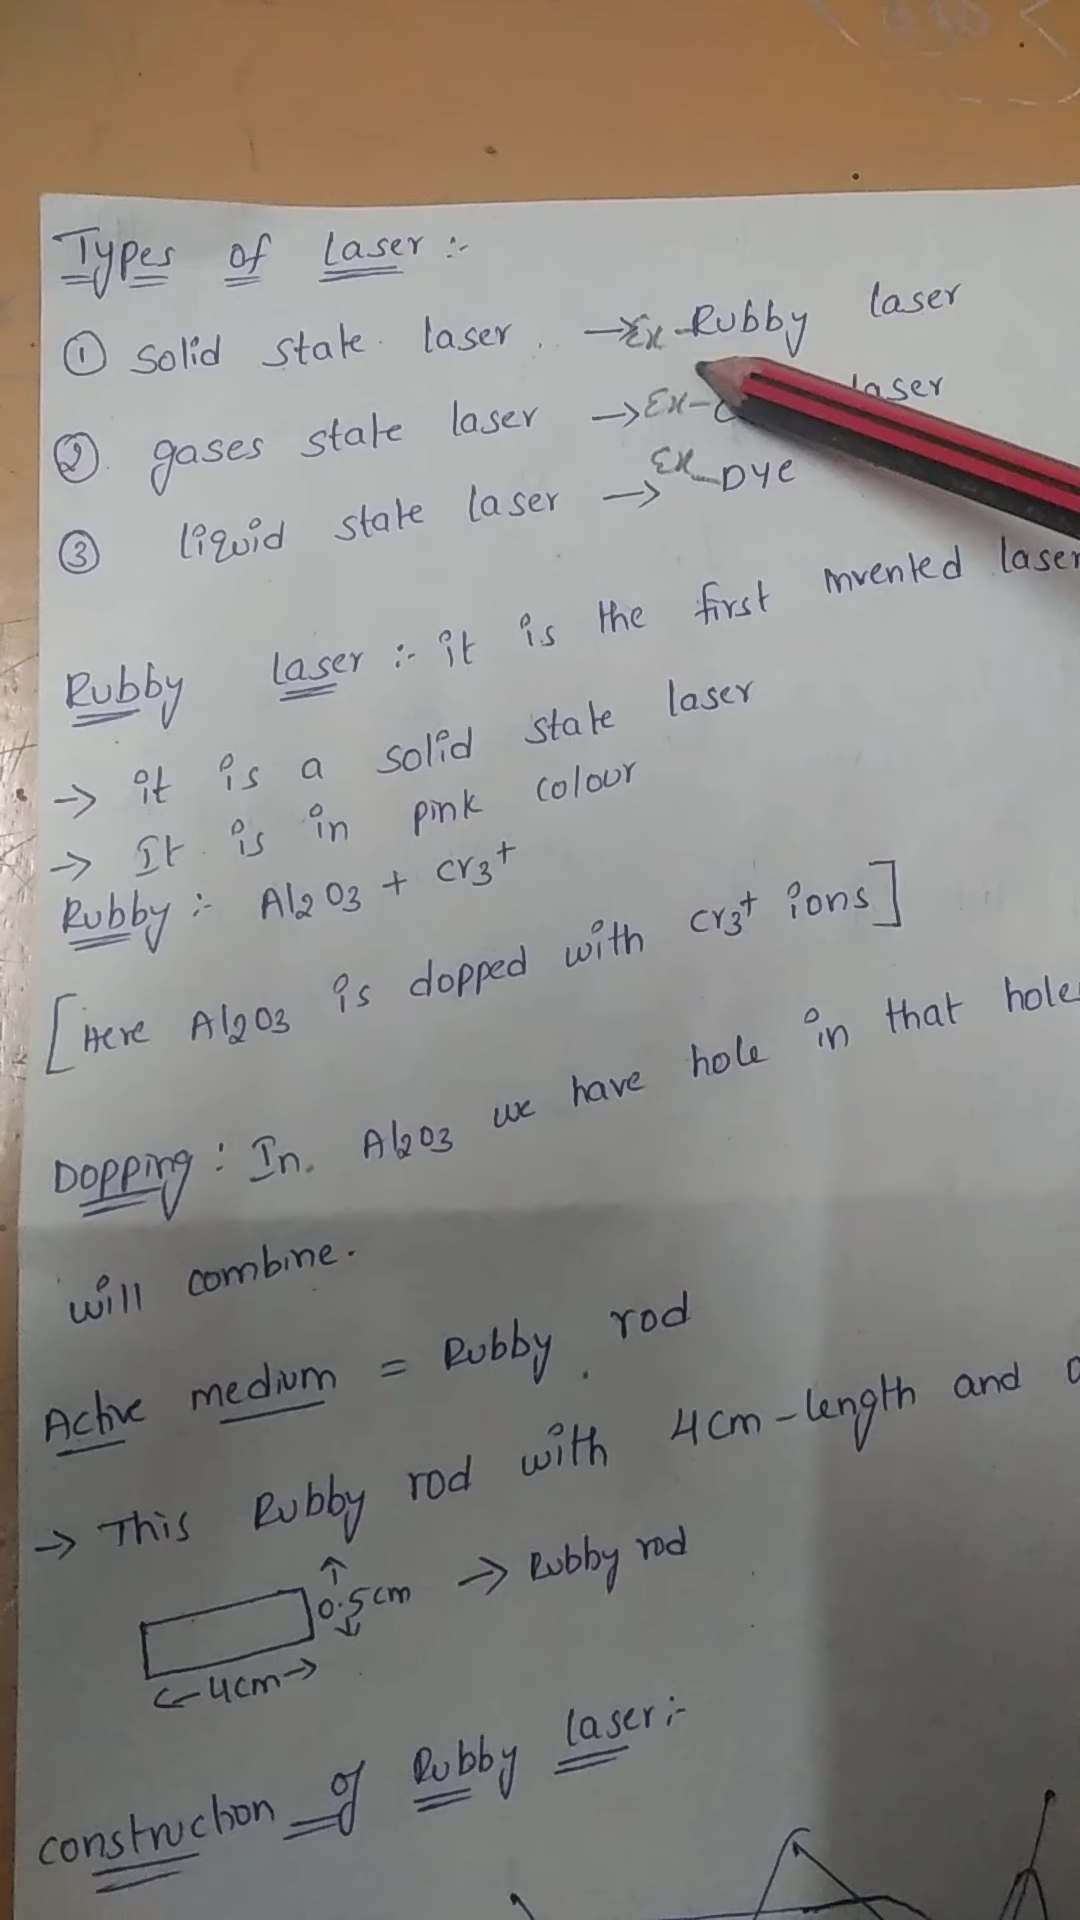 Types of Laser :-
① solid state laser. → Ex - Rubby laser
② gases state laser → Ex - laser
③ liquid state laser → Ex - Dye
Rubby Laser :- it is the first invented laser
→ it is a solid state laser
→ It is in pink colour
Rubby :- Al2O3 + Cr3+
[Here Al2O3 is dopped with Cr3+ ions]
Dopping : In Al2O3 we have hole in that hole
will combine.
Active medium = Rubby rod
→ This Rubby rod with 4cm-length and
0.5cm → Rubby rod
←4cm→
construction of Rubby laser:-